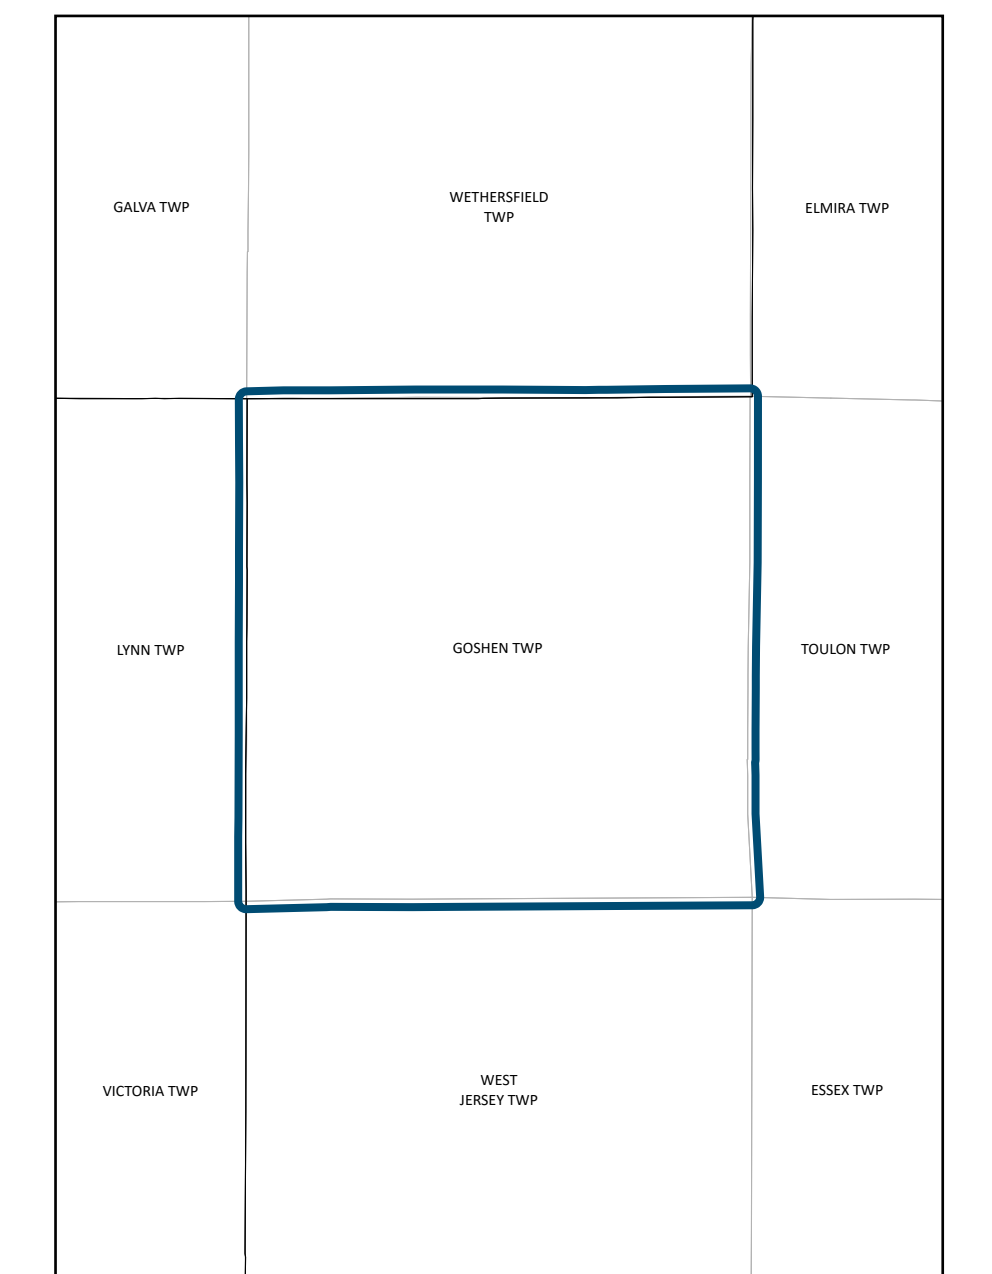 GALVA TWP
WETHERSFIELD
TWP
ELMIRA TWP
LYNN TWP
GOSHEN TWP
TOULON TWP
VICTORIA TWP
WEST
JERSEY TWP
ESSEX TWP